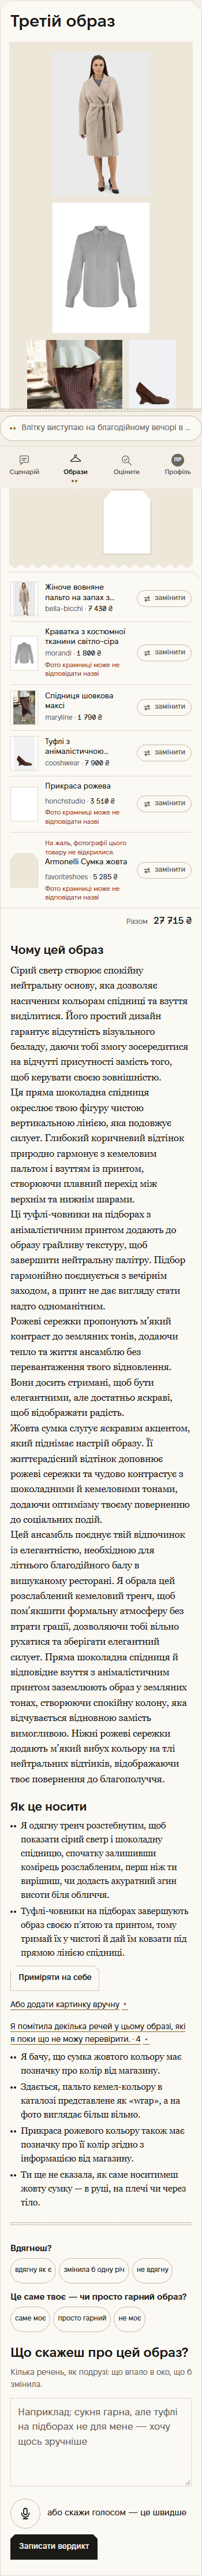 Третій образ
Влітку виступаю на благодійному вечорі в ...
Сценарій
Образи
Оцінити
ПР
Профіль
Жіноче вовняне
пальто на запах з...
bella-bicchi · 7 430 ₴
замінити
Краватка з костюмної
тканини світло-сіра
morandi · 1 800 ₴
Фото крамниці може не
відповідати назві
замінити
Спідниця шовкова
максі
maryline · 1 790 ₴
замінити
Туфлі з
анімалістичною...
cooshwear · 7 900 ₴
замінити
Прикраса рожева
honchstudio · 3 510 ₴
Фото крамниці може не
відповідати назві
замінити
На жаль, фотографії цього
товару не відкрилися.
Armonelli Сумка жовта
favoriteshoes · 5 285 ₴
Фото крамниці може не
відповідати назві
замінити
Разом 27 715 ₴
Чому цей образ
Сірий светр створює спокійну
нейтральну основу, яка дозволяє
насиченим кольорам спідниці та взуття
виділитися. Його простий дизайн
гарантує відсутність візуального
безладу, даючи тобі змогу зосередитися
на відчутті присутності замість того,
щоб керувати своєю зовнішністю.
Ця пряма шоколадна спідниця
окреслює твою фігуру чистою
вертикальною лінією, яка подовжує
силует. Глибокий коричневий відтінок
природно гармонує з кемеловим
пальтом і взуттям із принтом,
створюючи плавний перехід між
верхнім та нижнім шарами.
Ці туфлі-човники на підборах з
анімалістичним принтом додають до
образу грайливу текстуру, щоб
завершити нейтральну палітру. Підбор
гармонійно поєднується з вечірнім
заходом, а принт не дає вигляду стати
надто одноманітним.
Рожеві сережки пропонують м’який
контраст до земляних тонів, додаючи
тепло та життя ансамблю без
перевантаження твого відновлення.
Вони досить стримані, щоб бути
елегантними, але достатньо яскраві,
щоб відображати радість.
Жовта сумка слугує яскравим акцентом,
який піднімає настрій образу. Її
життєрадісний відтінок доповнює
рожеві сережки та чудово контрастує з
шоколадними й кемеловими тонами,
додаючи оптимізму твоєму поверненню
до соціальних подій.
Цей ансамбль поєднує твій відпочинок
із елегантністю, необхідною для
літнього благодійного балу в
вишуканому ресторані. Я обрала цей
розслаблений кемеловий тренч, щоб
пом’якшити формальну атмосферу без
втрати грації, дозволяючи тобі вільно
рухатися та зберігати елегантний
силует. Пряма шоколадна спідниця й
відповідне взуття з анімалістичним
принтом заземлюють образ у земляних
тонах, створюючи спокійну колону, яка
відчувається відновною замість
вимогливою. Ніжні рожеві сережки
додають м’який вибух кольору на тлі
нейтральних відтінків, відображаючи
твоє повернення до благополуччя.
Як це носити
Я одягну тренч розстебнутим, щоб
показати сірий светр і шоколадну
спідницю, спочатку залишивши
комірець розслабленим, перш ніж ти
вирішиш, чи додасть акуратний згин
висоти біля обличчя.
Туфлі-човники на підборах завершують
образ своєю п’ятою та принтом, тому
тримай їх у чистоті й дай їм ковзати під
прямою лінією спідниці.
Приміряти на себе
Або додати картинку вручну
Я помітила декілька речей у цьому образі, які
я поки що не можу перевірити. · 4
Я бачу, що сумка жовтого кольору має
позначку про колір від магазину.
Здається, пальто кемел-кольору в
каталозі представлене як «wrap», а на
фото виглядає більш вільно.
Прикраса рожевого кольору також має
позначку про її колір згідно з
інформацією від магазину.
Ти ще не сказала, як саме носитимеш
жовту сумку — в руці, на плечі чи через
тіло.
Вдягнеш?
вдягну як є
змінила б одну річ
не вдягну
Це саме твоє — чи просто гарний образ?
саме моє
просто гарний
не моє
Що скажеш про цей образ?
Кілька речень, як подрузі: що впало в око, що б
змінила.
Наприклад: сукня гарна, але туфлі
на підборах не для мене — хочу
щось зручніше
або скажи голосом — це швидше
Записати вердикт